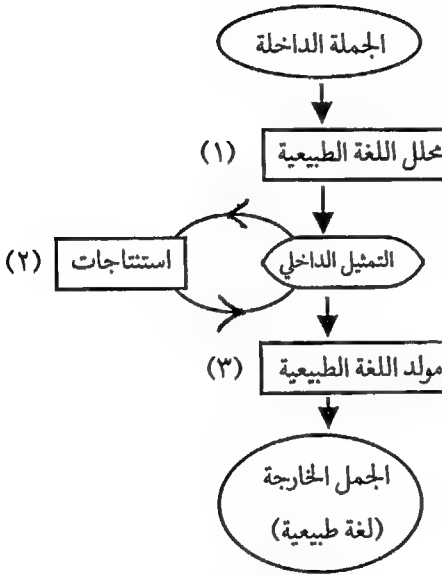 الجملة الداخلة
محلل اللغة الطبيعية (١)
التمثيل الداخلي
استنتاجات (٢)
مولد اللغة الطبيعية (٣)
الجمل الخارجة
(لغة طبيعية)